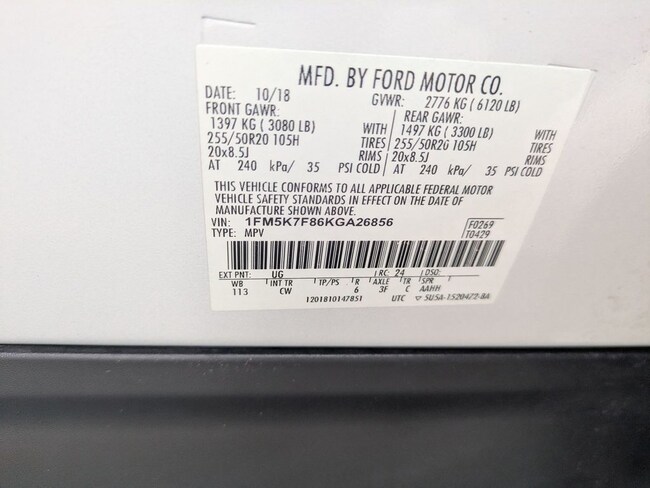 MFD. BY FORD MOTOR CO.
DATE: 10/18 GVWR: 2776 KG ( 6120 LB)
FRONT GAWR: REAR GAWR:
1397 KG ( 3080 LB) WITH 1497 KG ( 3300 LB) WITH
255/50R20 105H TIRES 255/50R20 105H TIRES
20x8.5J RIMS 20x8.5J RIMS
AT 240 kPa/ 35 PSI COLD AT 240 kPa/ 35 PSI COLD
THIS VEHICLE CONFORMS TO ALL APPLICABLE FEDERAL MOTOR
VEHICLE SAFETY STANDARDS IN EFFECT ON THE DATE OF
MANUFACTURE SHOWN ABOVE.
VIN: 1FM5K7F86KGA26856 F0269
TYPE: MPV T0429
EXT PNT: UG RC: 24 DSO:
WB INT TR TP/PS R AXLE TR SPR
113 CW 6 3F C AAHH
1201810147851 UTC ▽ 5U5A-1520472-BA